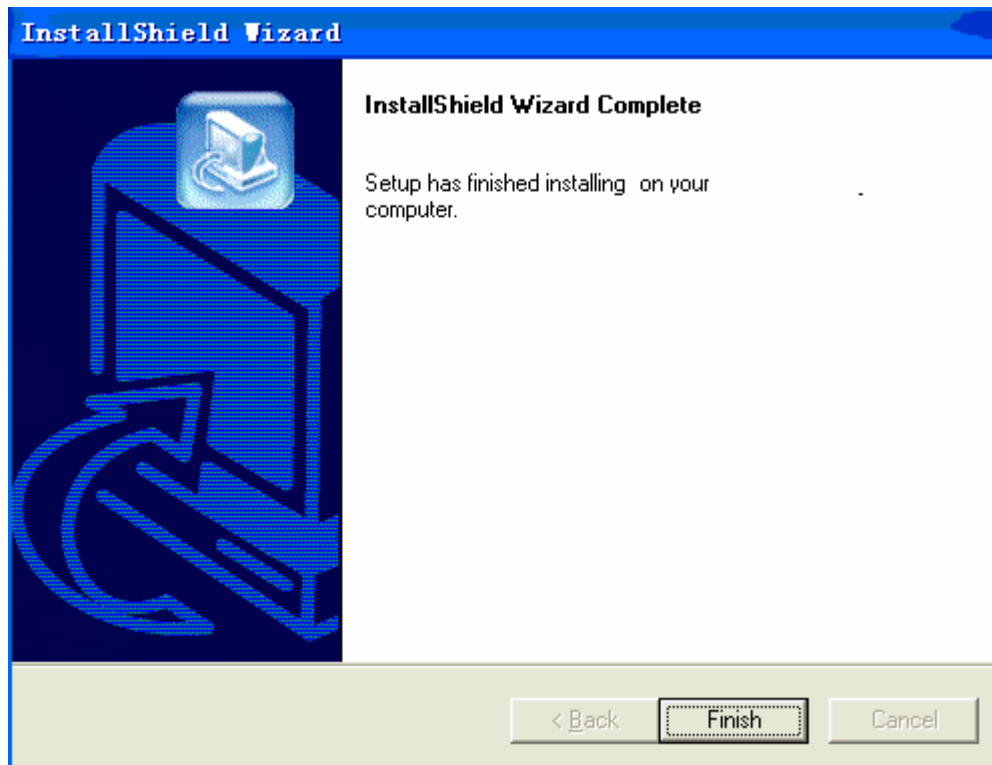 InstallShield Wizard
InstallShield Wizard Complete
Setup has finished installing on your
computer.
< Back
Finish
Cancel